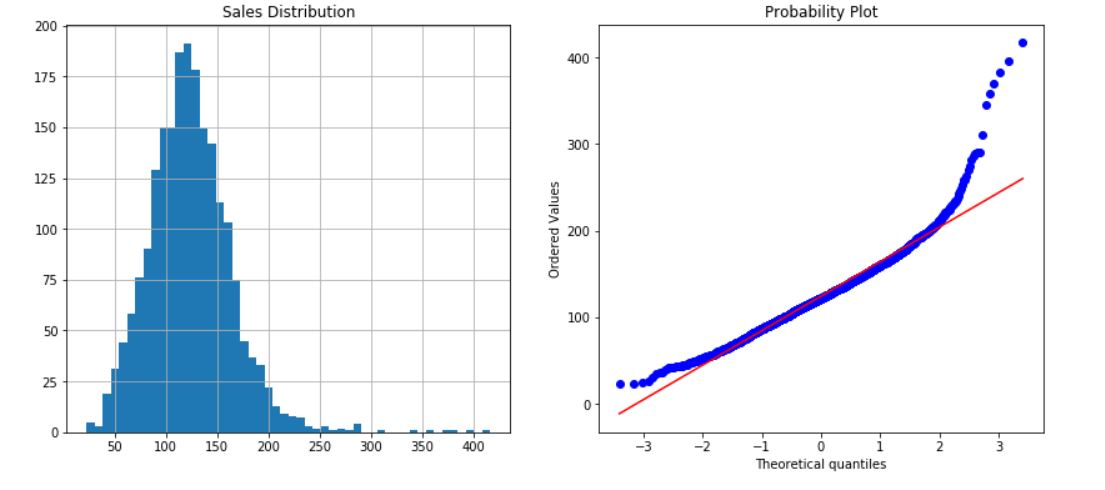 Sales Distribution
200
175
150
125
100
75
50
25
0
50 100 150 200 250 300 350 400
Probability Plot
Ordered Values
400
300
200
100
0
−3 −2 −1 0 1 2 3
Theoretical quantiles